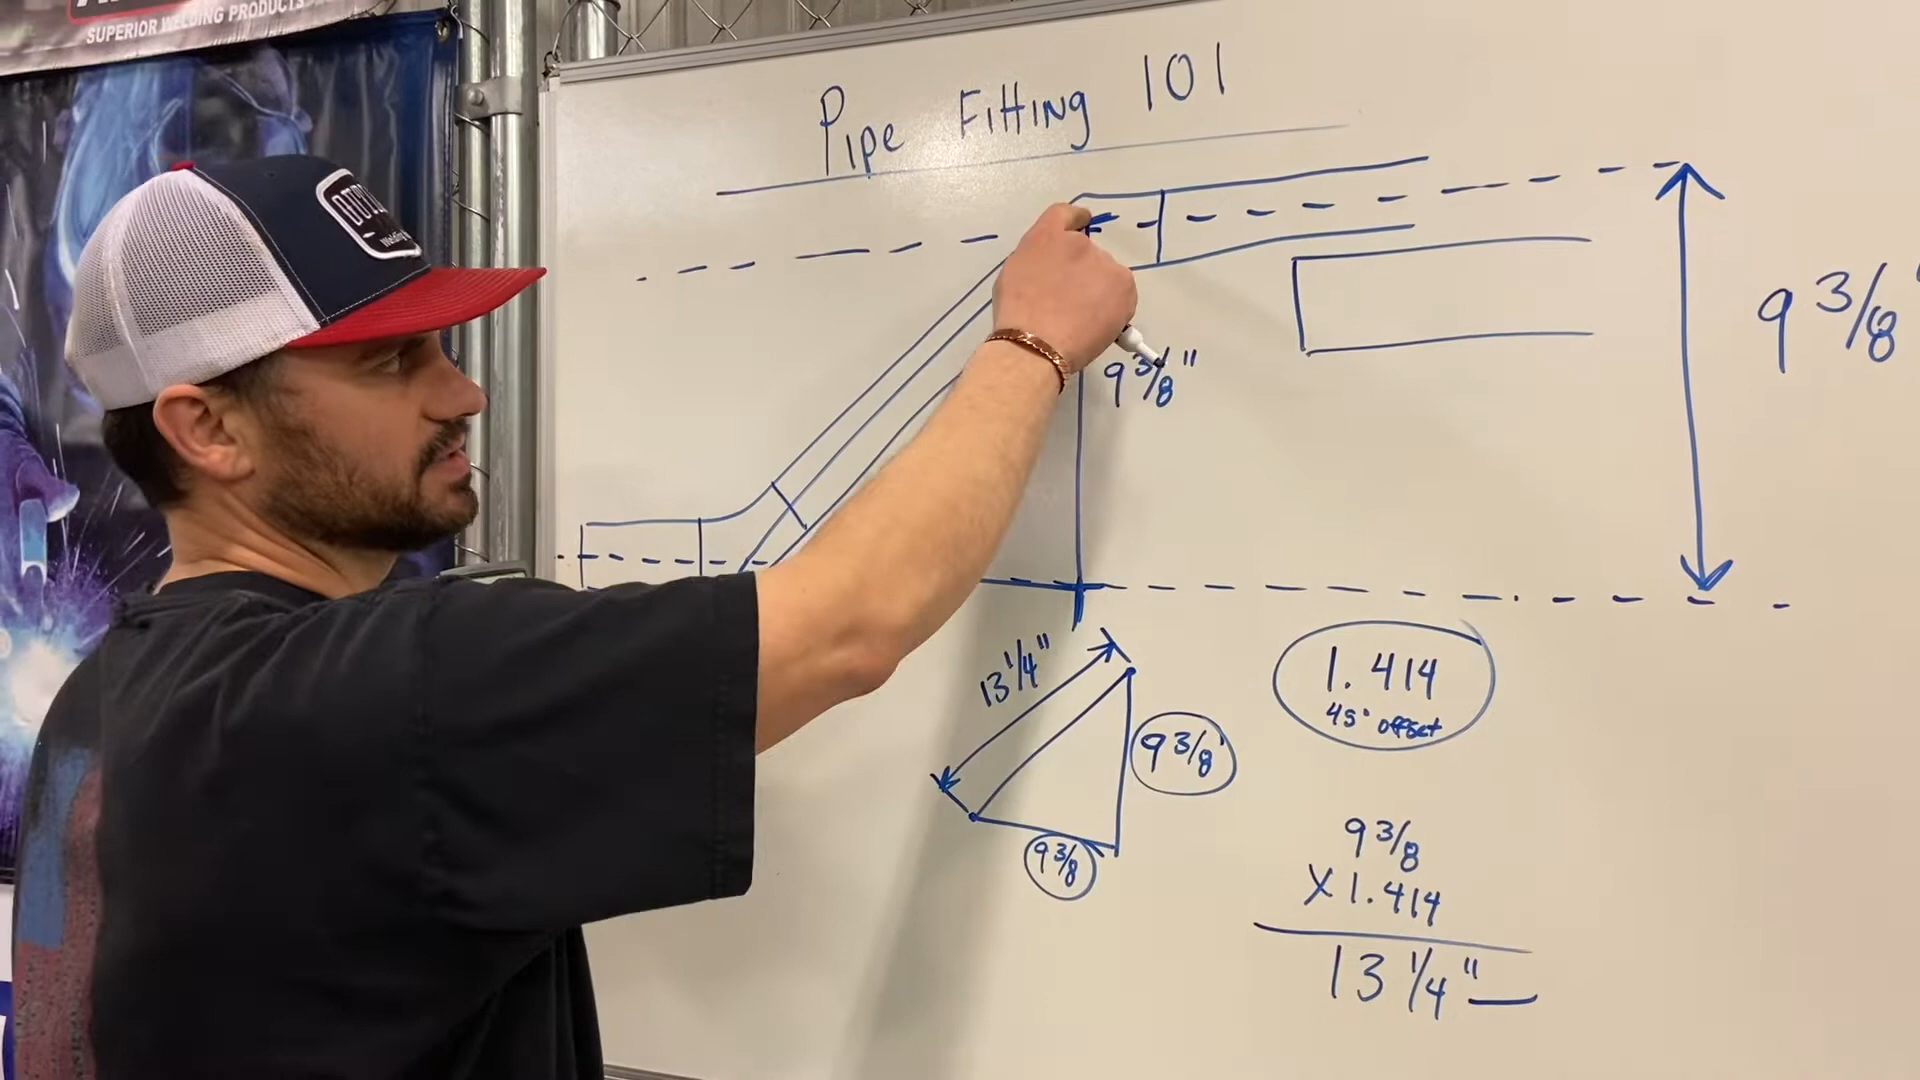 SUPERIOR WELDING PRODUCTS
Pipe Fitting 101
9 3/8
9 3/8"
13 1/4"
9 3/8"
9 3/8
1.414
45° offset
9 3/8
X 1.414
13 1/4"